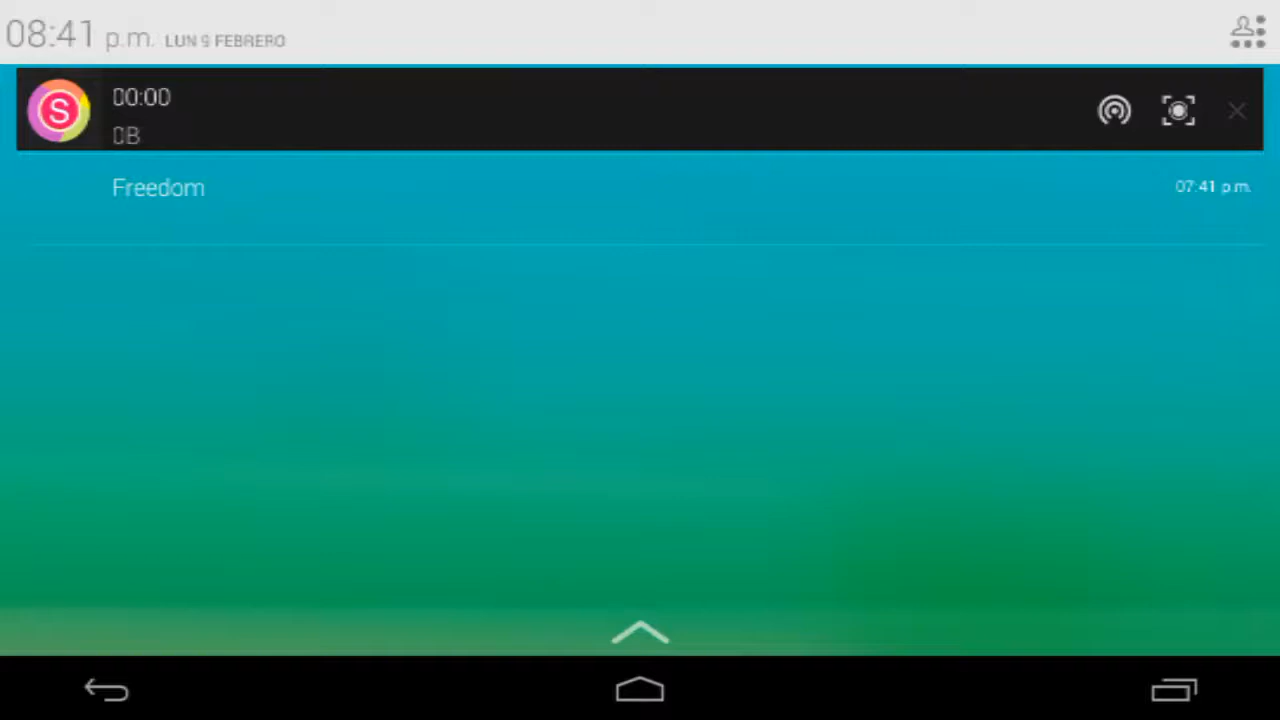 08:41 p.m. LUN 9 FEBRERO
S
00:00
0B
Freedom
07:41 p.m.